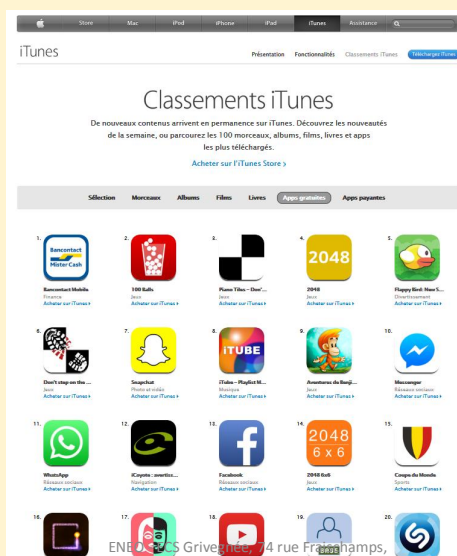 Store Mac iPod iPhone iPad iTunes Assistance
iTunes
Présentation Fonctionnalités Classements iTunes Télécharger iTunes
Classements iTunes
De nouveaux contenus arrivent en permanence sur iTunes. Découvrez les nouveautés
de la semaine, ou parcourez les 100 morceaux, albums, films, livres et apps
les plus téléchargés.
Acheter sur l'iTunes Store >
Sélection Morceaux Albums Films Livres Apps gratuites Apps payantes
1. 2. 3. 4. 5.
Bancontact
Mister Cash
2048
Bancontact Mobile 100 Balls Piano Tiles – Don'... 2048 Flappy Bird: New S...
Finance Jeux Jeux Jeux Divertissement
Acheter sur iTunes Acheter sur iTunes Acheter sur iTunes Acheter sur iTunes Acheter sur iTunes
6. 7. 8. 9. 10.
iTUBE
Don't step on the ... Snapchat iTube – Playlist M... Aventures de Banji... Messenger
Jeux Photo et vidéo Musique Jeux Réseaux sociaux
Acheter sur iTunes Acheter sur iTunes Acheter sur iTunes Acheter sur iTunes Acheter sur iTunes
11. 12. 13. 14. 15.
2048
6 x 6
WhatsApp iCoyote : avertiss... Facebook 2048 6x6 Coupe du Monde
Réseaux sociaux Navigation Réseaux sociaux Jeux Sports
Acheter sur iTunes Acheter sur iTunes Acheter sur iTunes Acheter sur iTunes Acheter sur iTunes
16. 17. 18. 19. 20.
Grivegnée, 74 rue Fraischamps,